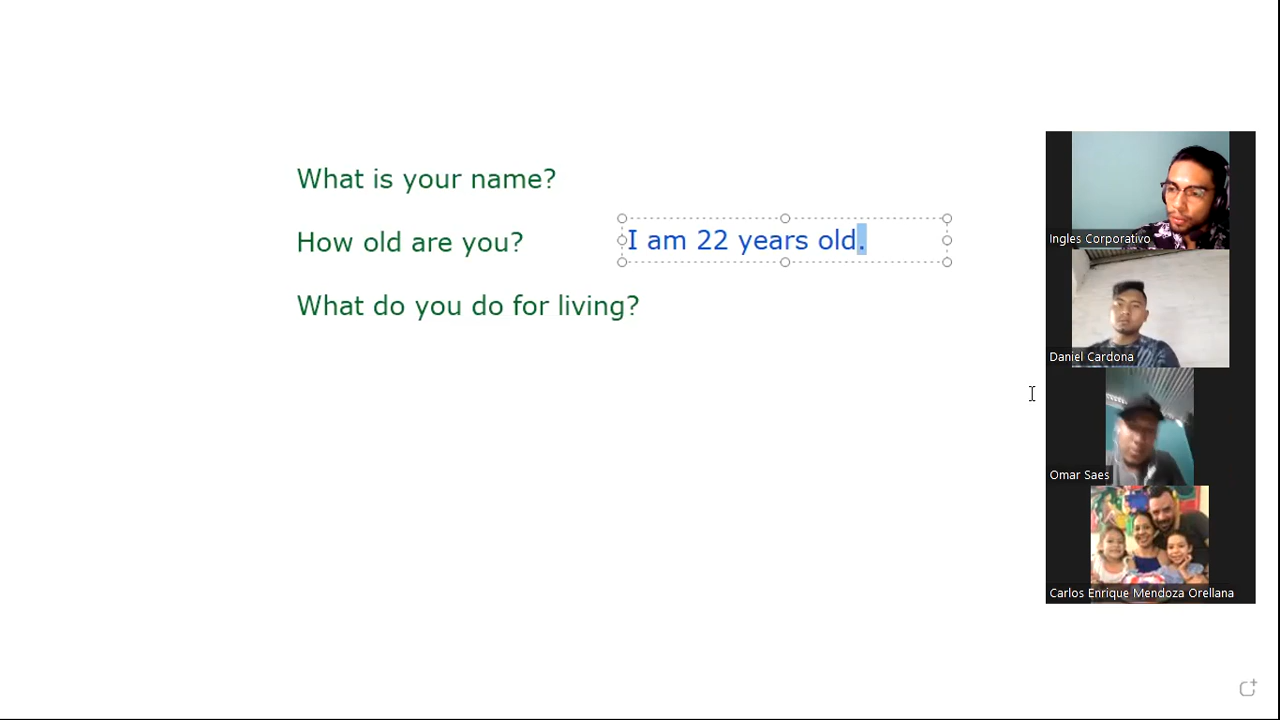 What is your name?
How old are you?
I am 22 years old.
What do you do for living?
Ingles Corporativo
Daniel Cardona
Omar Saes
Carlos Enrique Mendoza Orellana